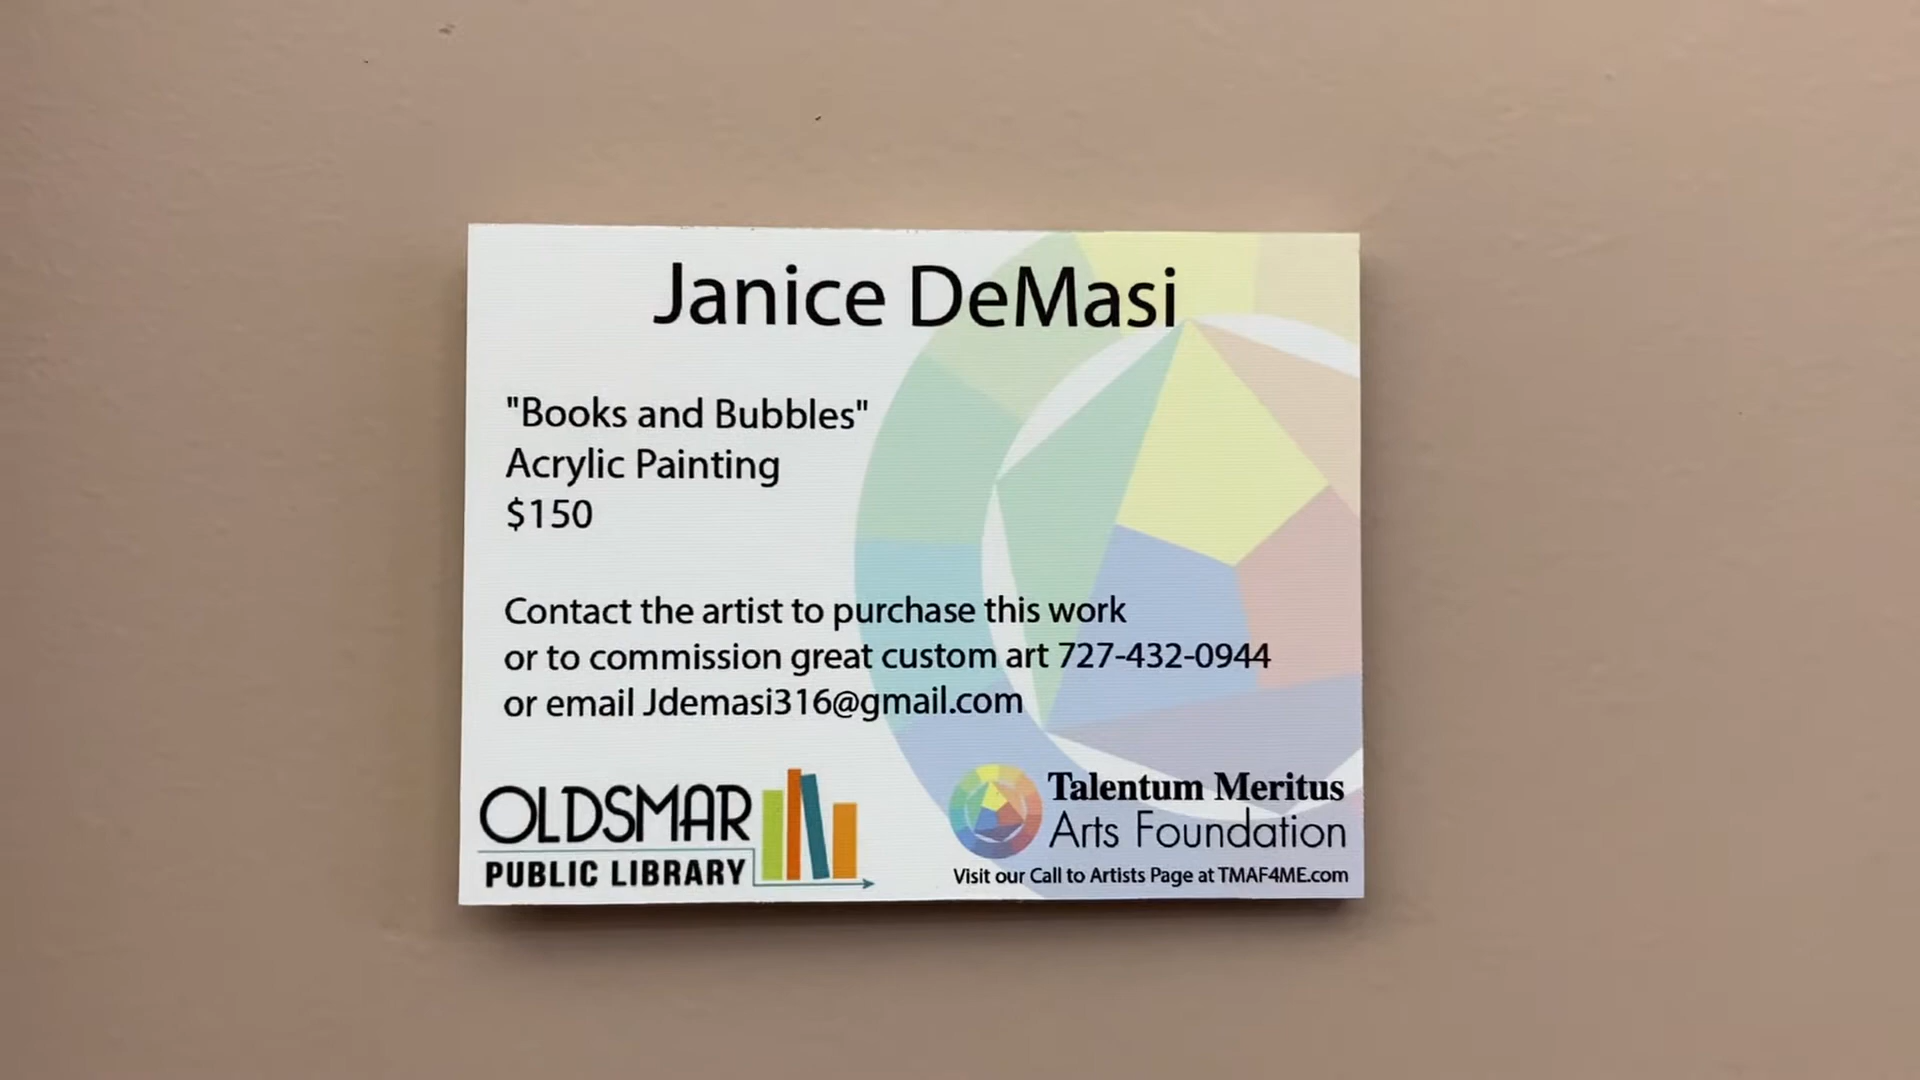 Janice DeMasi
"Books and Bubbles"
Acrylic Painting
$150
Contact the artist to purchase this work
or to commission great custom art 727-432-0944
or email Jdemasi316@gmail.com
OLDSMAR
PUBLIC LIBRARY
Talentum Meritus
Arts Foundation
Visit our Call to Artists Page at TMAF4ME.com